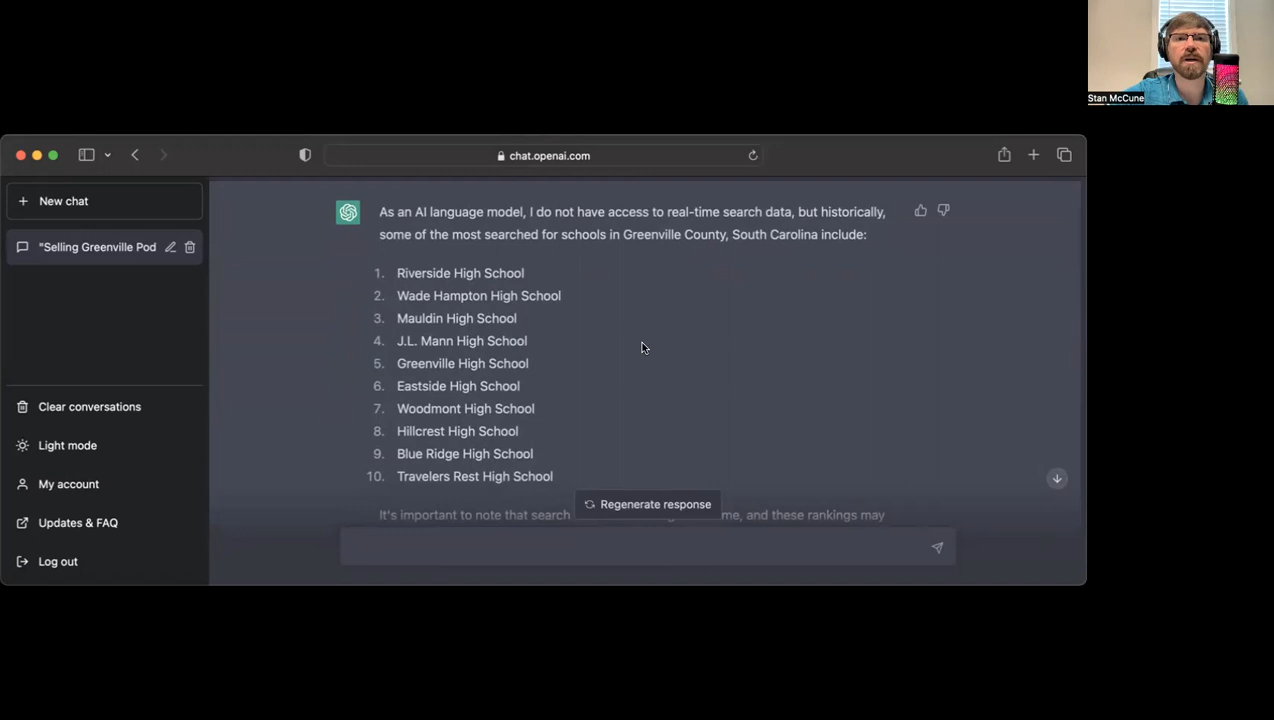 Stan McCune
chat.openai.com
New chat
"Selling Greenville Pod
Clear conversations
Light mode
My account
Updates & FAQ
Log out
As an AI language model, I do not have access to real-time search data, but historically,
some of the most searched for schools in Greenville County, South Carolina include:
1. Riverside High School
2. Wade Hampton High School
3. Mauldin High School
4. J.L. Mann High School
5. Greenville High School
6. Eastside High School
7. Woodmont High School
8. Hillcrest High School
9. Blue Ridge High School
10. Travelers Rest High School
It's important to note that search me, and these rankings may
Regenerate response